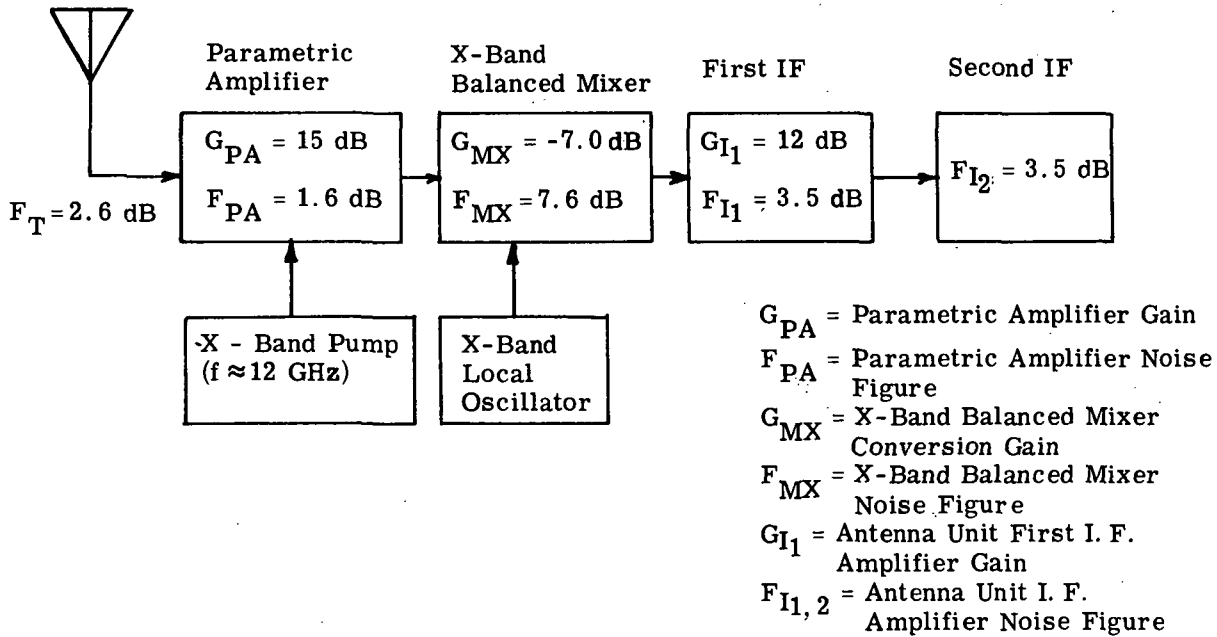 Parametric
Amplifier
X-Band
Balanced Mixer
First IF
Second IF
G_PA = 15 dB
F_PA = 1.6 dB
G_MX = -7.0 dB
F_MX = 7.6 dB
G_I1 = 12 dB
F_I1 = 3.5 dB
F_I2 = 3.5 dB
F_T = 2.6 dB
X - Band Pump
(f ≈ 12 GHz)
X-Band
Local
Oscillator
G_PA = Parametric Amplifier Gain
F_PA = Parametric Amplifier Noise
Figure
G_MX = X-Band Balanced Mixer
Conversion Gain
F_MX = X-Band Balanced Mixer
Noise Figure
G_I1 = Antenna Unit First I. F.
Amplifier Gain
F_I1, 2 = Antenna Unit I. F.
Amplifier Noise Figure